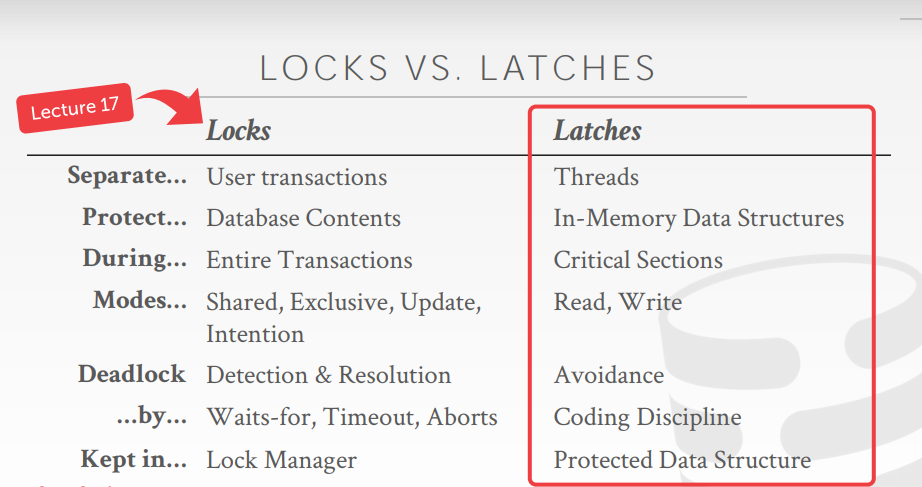 LOCKS VS. LATCHES
Lecture 17
Locks Latches
Separate... User transactions Threads
Protect... Database Contents In-Memory Data Structures
During... Entire Transactions Critical Sections
Modes... Shared, Exclusive, Update, Read, Write
Intention
Deadlock Detection & Resolution Avoidance
...by... Waits-for, Timeout, Aborts Coding Discipline
Kept in... Lock Manager Protected Data Structure